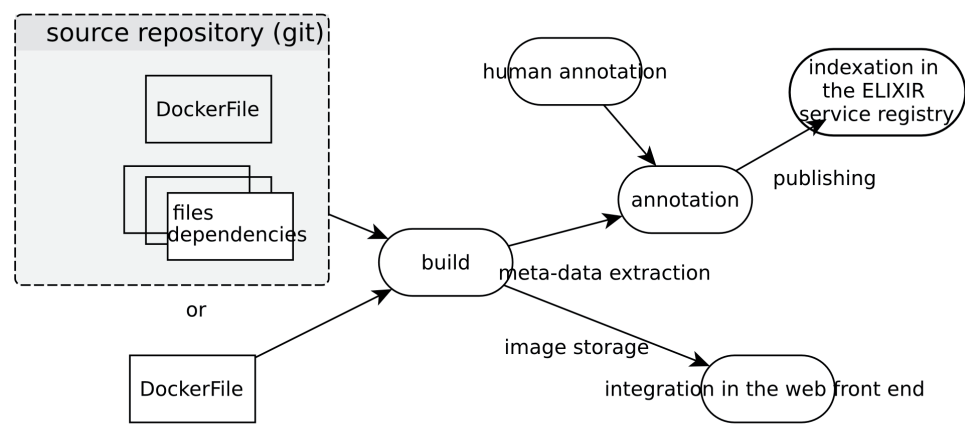 source repository (git)
DockerFile
files
dependencies
or
DockerFile
build
human annotation
annotation
indexation in
the ELIXIR
service registry
publishing
meta-data extraction
image storage
integration in the web front end